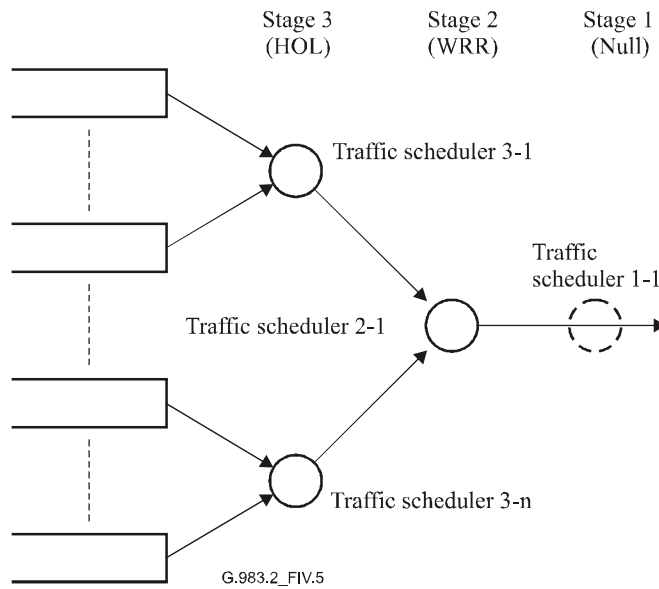 Stage 3
(HOL)
Stage 2
(WRR)
Stage 1
(Null)
Traffic scheduler 3-1
Traffic
scheduler 1-1
Traffic scheduler 2-1
Traffic scheduler 3-n
G.983.2_FIV.5